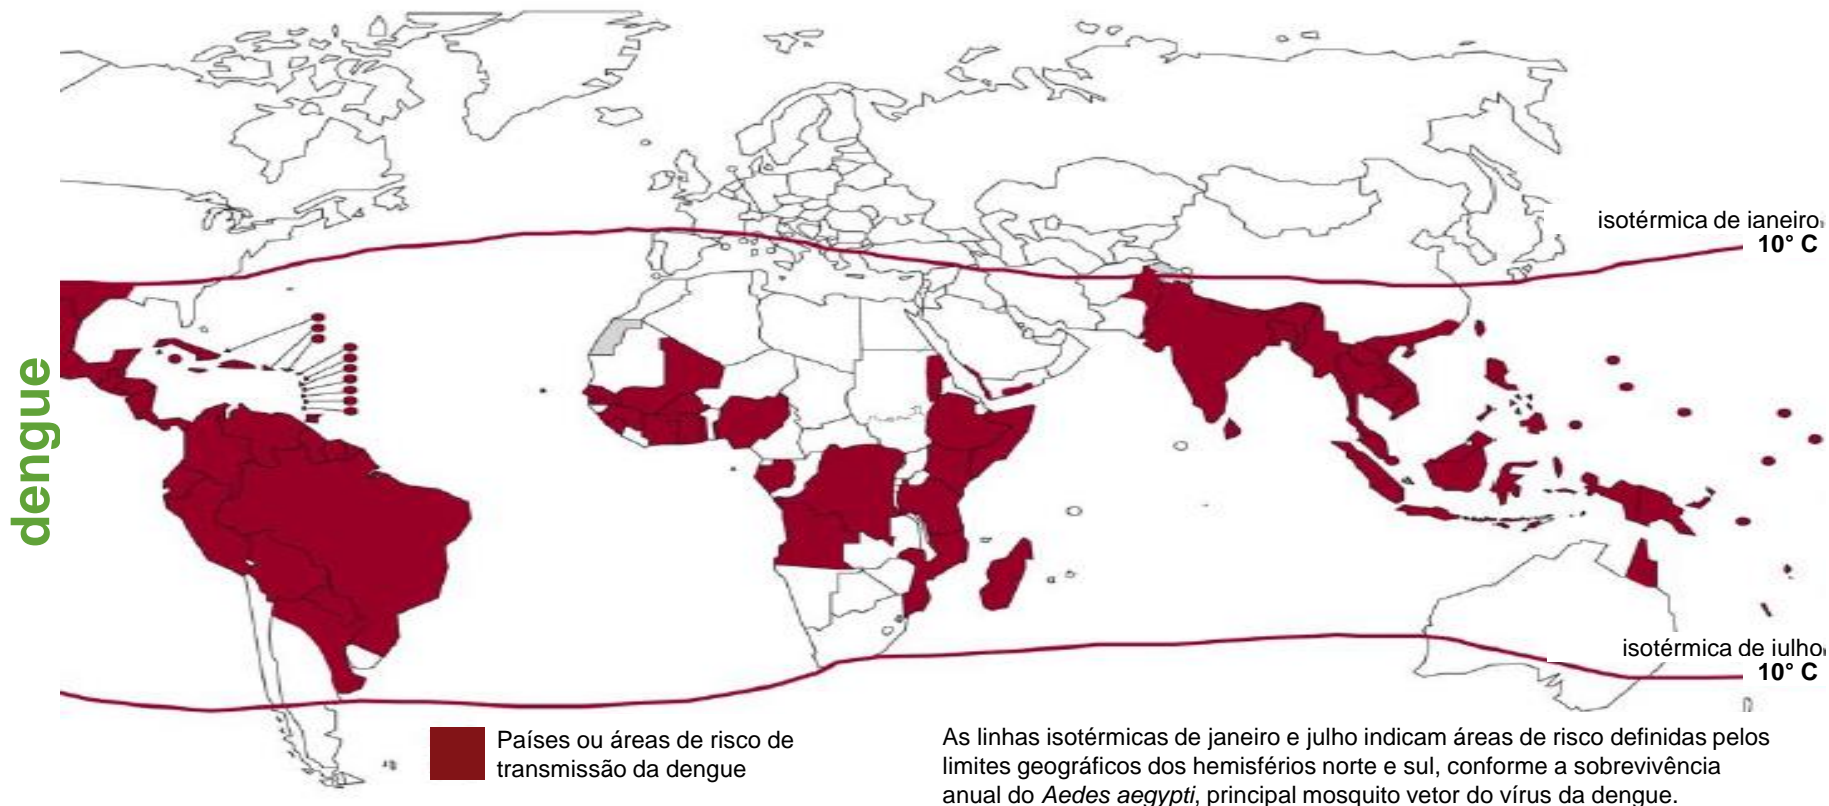 dengue
isotérmica de janeiro
10° C
isotérmica de julho
10° C
Países ou áreas de risco de
transmissão da dengue
As linhas isotérmicas de janeiro e julho indicam áreas de risco definidas pelos
limites geográficos dos hemisférios norte e sul, conforme a sobrevivência
anual do Aedes aegypti, principal mosquito vetor do vírus da dengue.